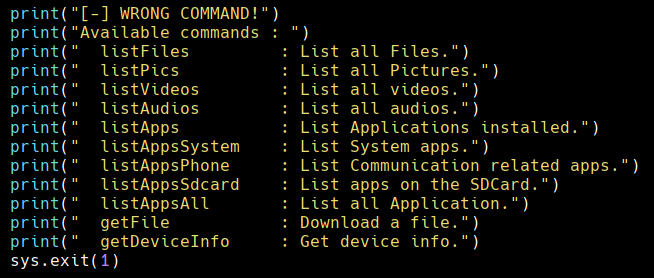 print("[-] WRONG COMMAND!")
print("Available commands : ")
print("  listFiles         : List all Files.")
print("  listPics          : List all Pictures.")
print("  listVideos        : List all videos.")
print("  listAudios        : List all audios.")
print("  listApps          : List Applications installed.")
print("  listAppsSystem    : List System apps.")
print("  listAppsPhone     : List Communication related apps.")
print("  listAppsSdcard    : List apps on the SDCard.")
print("  listAppsAll       : List all Application.")
print("  getFile           : Download a file.")
print("  getDeviceInfo     : Get device info.")
sys.exit(1)